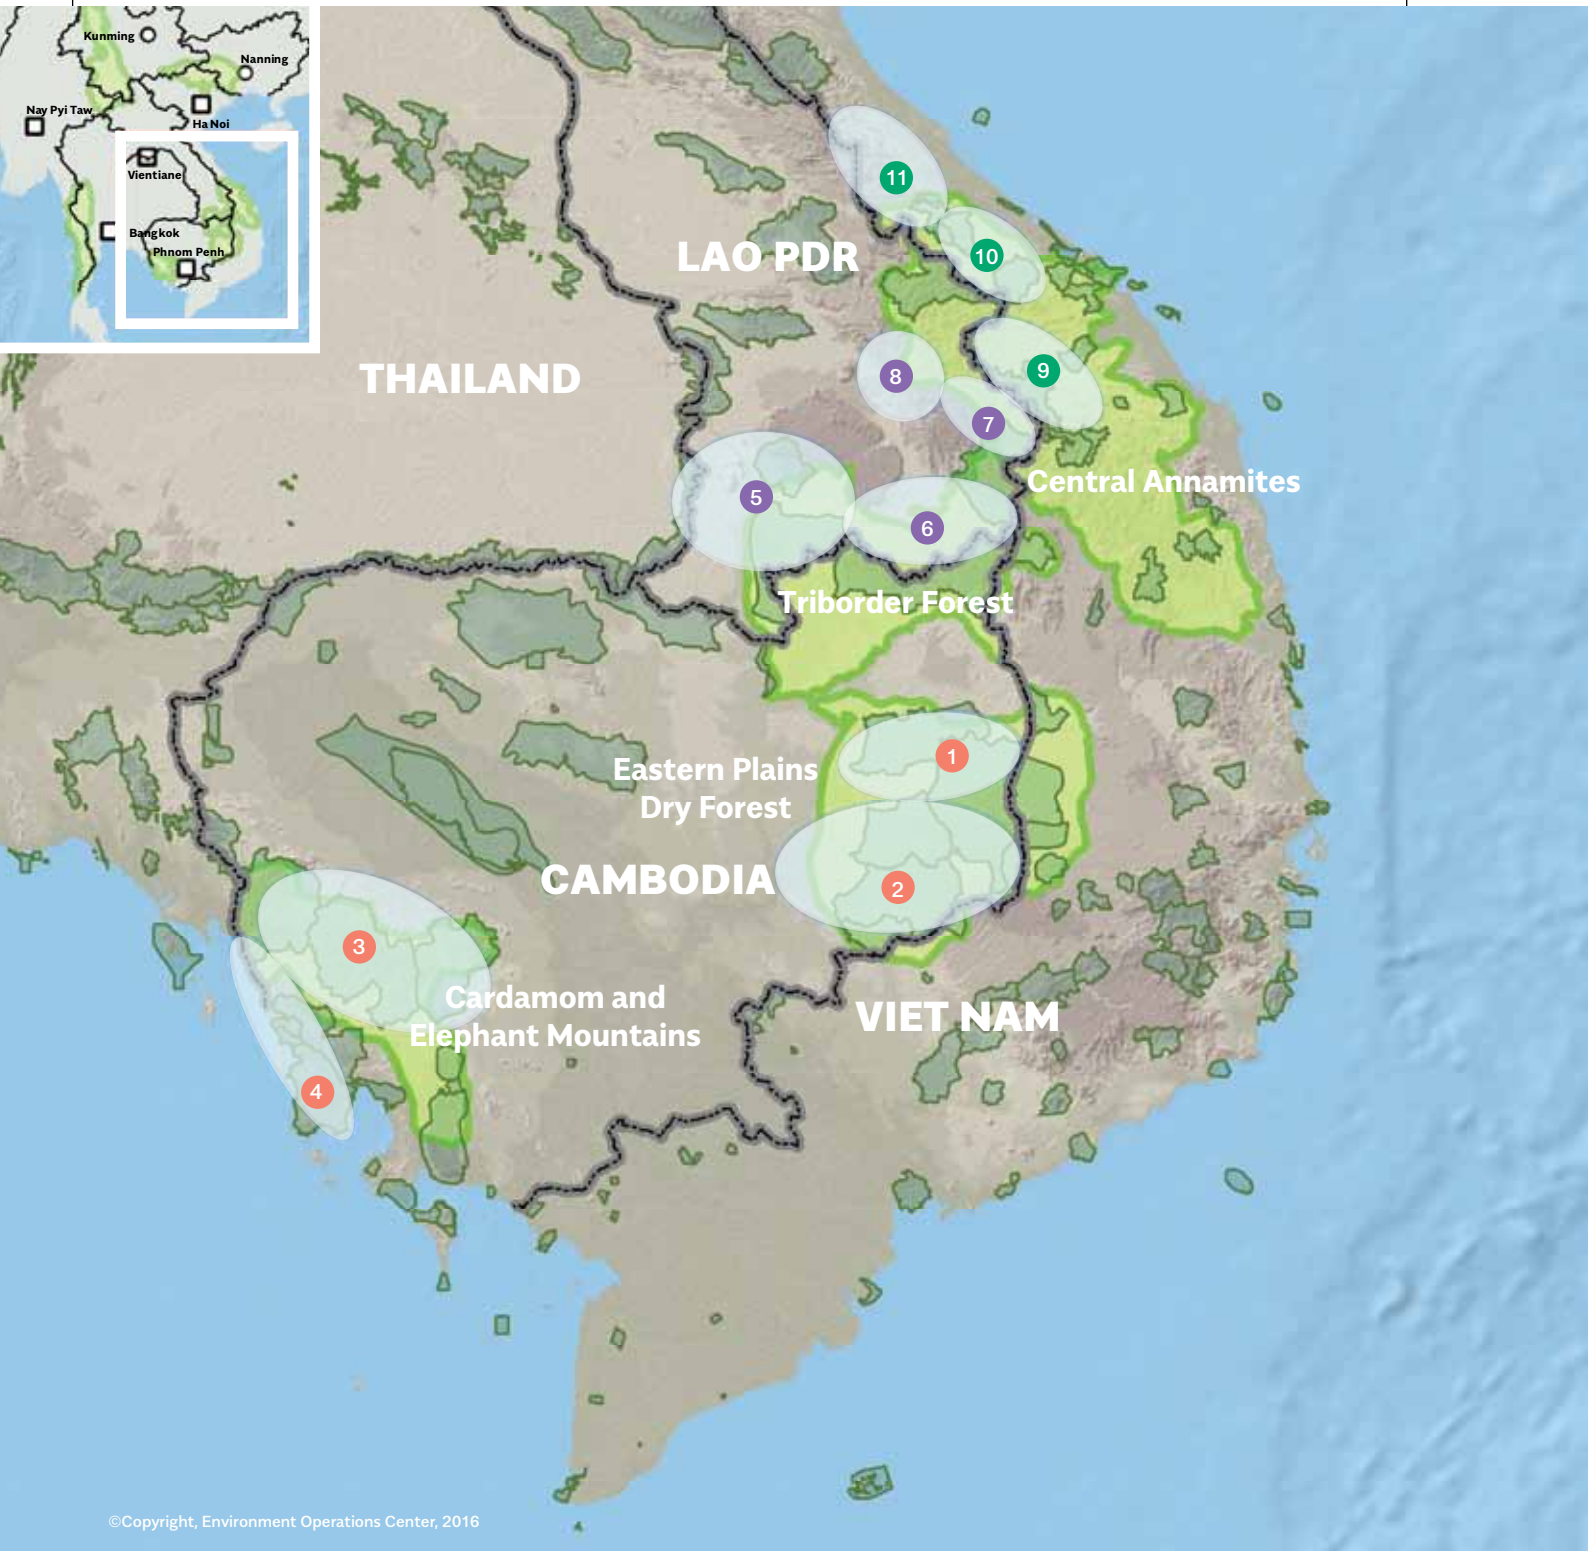 Kunming
Nanning
Nay Pyi Taw
Ha Noi
Vientiane
Bangkok
Phnom Penh
11
10
LAO PDR
THAILAND
9
8
7
Central Annamites
5
6
Triborder Forest
1
Eastern Plains
Dry Forest
CAMBODIA
2
3
Cardamom and
Elephant Mountains
VIET NAM
4
©Copyright, Environment Operations Center, 2016